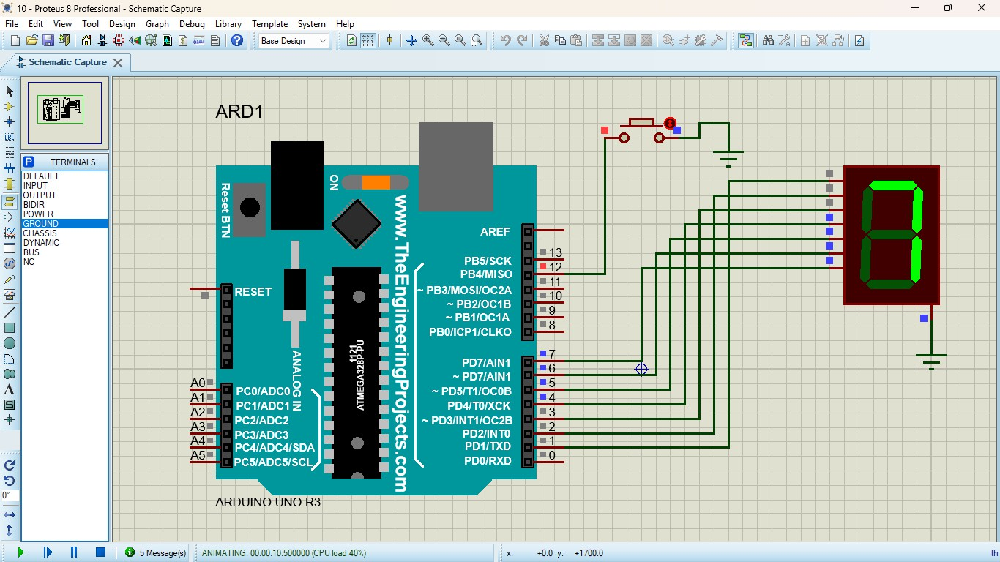 10 - Proteus 8 Professional - Schematic Capture
File Edit View Tool Design Graph Debug Library Template System Help
Base Design
Schematic Capture
P TERMINALS
DEFAULT
INPUT
OUTPUT
BIDIR
POWER
GROUND
CHASSIS
DYNAMIC
BUS
NC
LBL
A
S
0°
ARD1
Reset BTN
ON
www.TheEngineeringProjects.com
AREF
13
PB5/SCK
12
PB4/MISO
11
~ PB3/MOSI/OC2A
10
~ PB2/OC1B
9
~ PB1/OC1A
8
PB0/ICP1/CLKO
RESET
ANALOG IN
1121
ATMEGA328P-PU
7
PD7/AIN1
6
~ PD7/AIN1
5
~ PD5/T1/OC0B
4
PD4/T0/XCK
3
~ PD3/INT1/OC2B
2
PD2/INT0
1
PD1/TXD
0
PD0/RXD
A0
PC0/ADC0
A1
PC1/ADC1
A2
PC2/ADC2
A3
PC3/ADC3
A4
PC4/ADC4/SDA
A5
PC5/ADC5/SCL
ARDUINO UNO R3
5 Message(s)
ANIMATING: 00:00:10.500000 (CPU load 40%)
x: +0.0 y: +1700.0
th